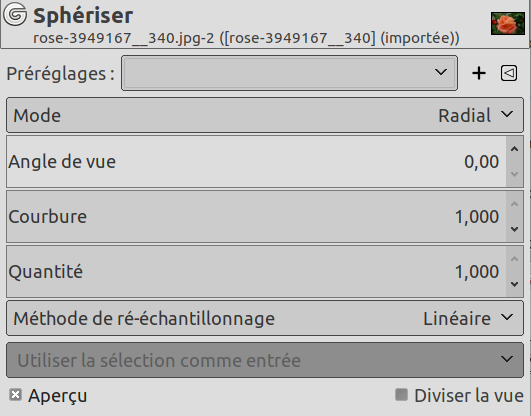 Sphériser
rose-3949167__340.jpg-2 ([rose-3949167__340] (importée))
Préréglages :
Mode Radial
Angle de vue 0,00
Courbure 1,000
Quantité 1,000
Méthode de ré-échantillonnage Linéaire
Utiliser la sélection comme entrée
Aperçu Diviser la vue